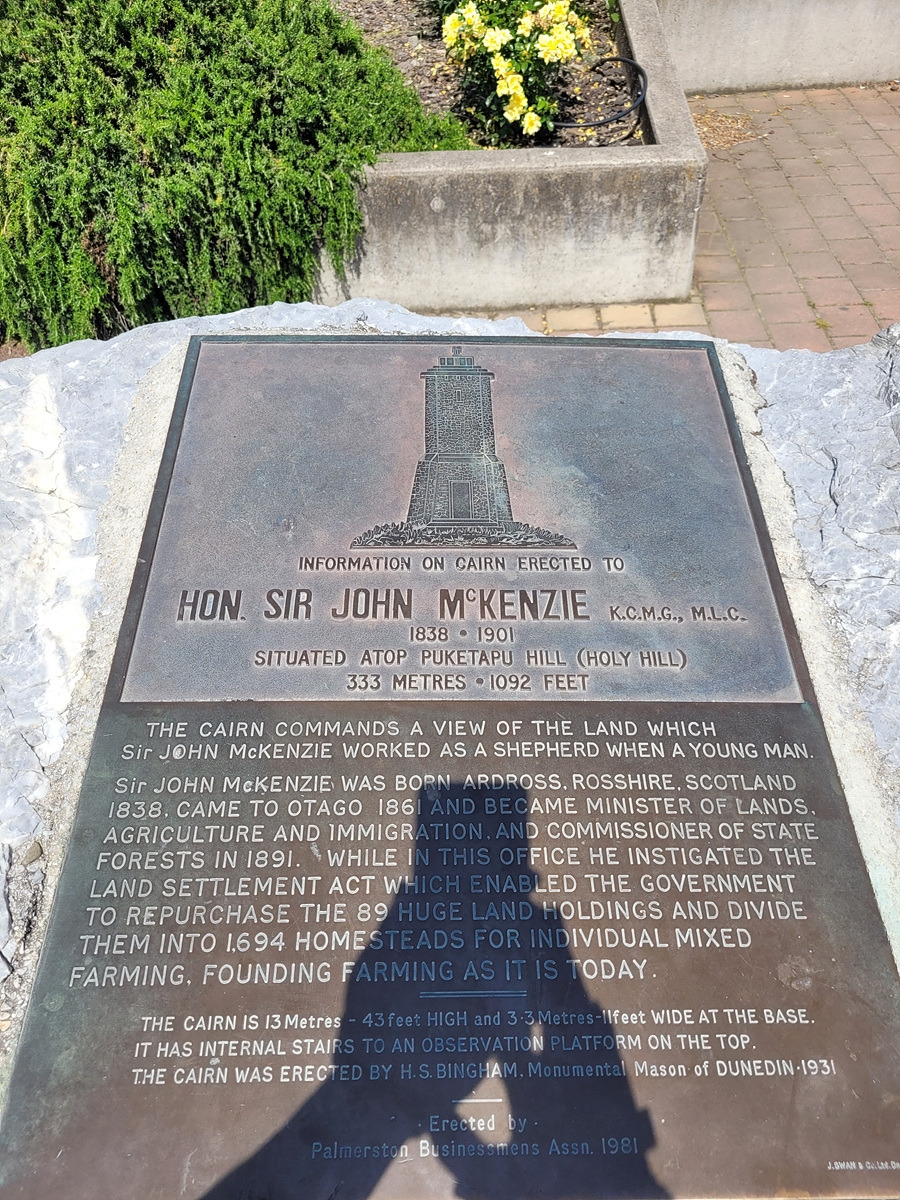 INFORMATION ON CAIRN ERECTED TO
HON. SIR JOHN McKENZIE K.C.M.G., M.L.C.
1838 • 1901
SITUATED ATOP PUKETAPU HILL (HOLY HILL)
333 METRES • 1092 FEET
THE CAIRN COMMANDS A VIEW OF THE LAND WHICH
Sir JOHN McKENZIE WORKED AS A SHEPHERD WHEN A YOUNG MAN.
Sir JOHN McKENZIE WAS BORN ARDROSS, ROSSHIRE, SCOTLAND
1838, CAME TO OTAGO 1861 AND BECAME MINISTER OF LANDS,
AGRICULTURE AND IMMIGRATION, AND COMMISSIONER OF STATE
FORESTS IN 1891. WHILE IN THIS OFFICE HE INSTIGATED THE
LAND SETTLEMENT ACT WHICH ENABLED THE GOVERNMENT
TO REPURCHASE THE 89 HUGE LAND HOLDINGS AND DIVIDE
THEM INTO 1,694 HOMESTEADS FOR INDIVIDUAL MIXED
FARMING, FOUNDING FARMING AS IT IS TODAY.
THE CAIRN IS 13 Metres - 43 feet HIGH and 3·3 Metres-11feet WIDE AT THE BASE.
IT HAS INTERNAL STAIRS TO AN OBSERVATION PLATFORM ON THE TOP.
THE CAIRN WAS ERECTED BY H.S. BINGHAM, Monumental Mason of DUNEDIN·1931
· Erected by ·
Palmerston Businessmens Assn. 1981
J. SWAN & Co. Ltd.